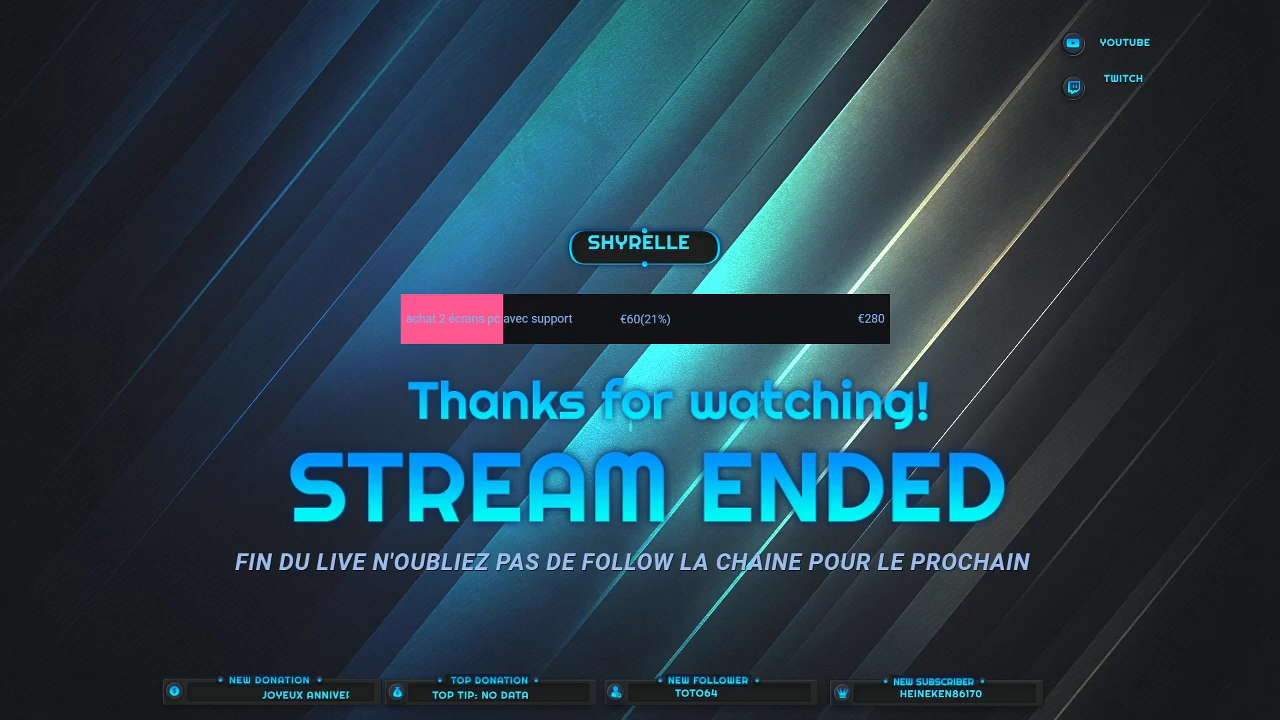 YOUTUBE
TWITCH
SHYRELLE
achat 2 écrans pc avec support €60(21%) €280
Thanks for watching!
STREAM ENDED
FIN DU LIVE N'OUBLIEZ PAS DE FOLLOW LA CHAINE POUR LE PROCHAIN
NEW DONATION
JOYEUX ANNIVER
TOP DONATION
TOP TIP: NO DATA
NEW FOLLOWER
TOTO64
NEW SUBSCRIBER
HEINEKEN86170